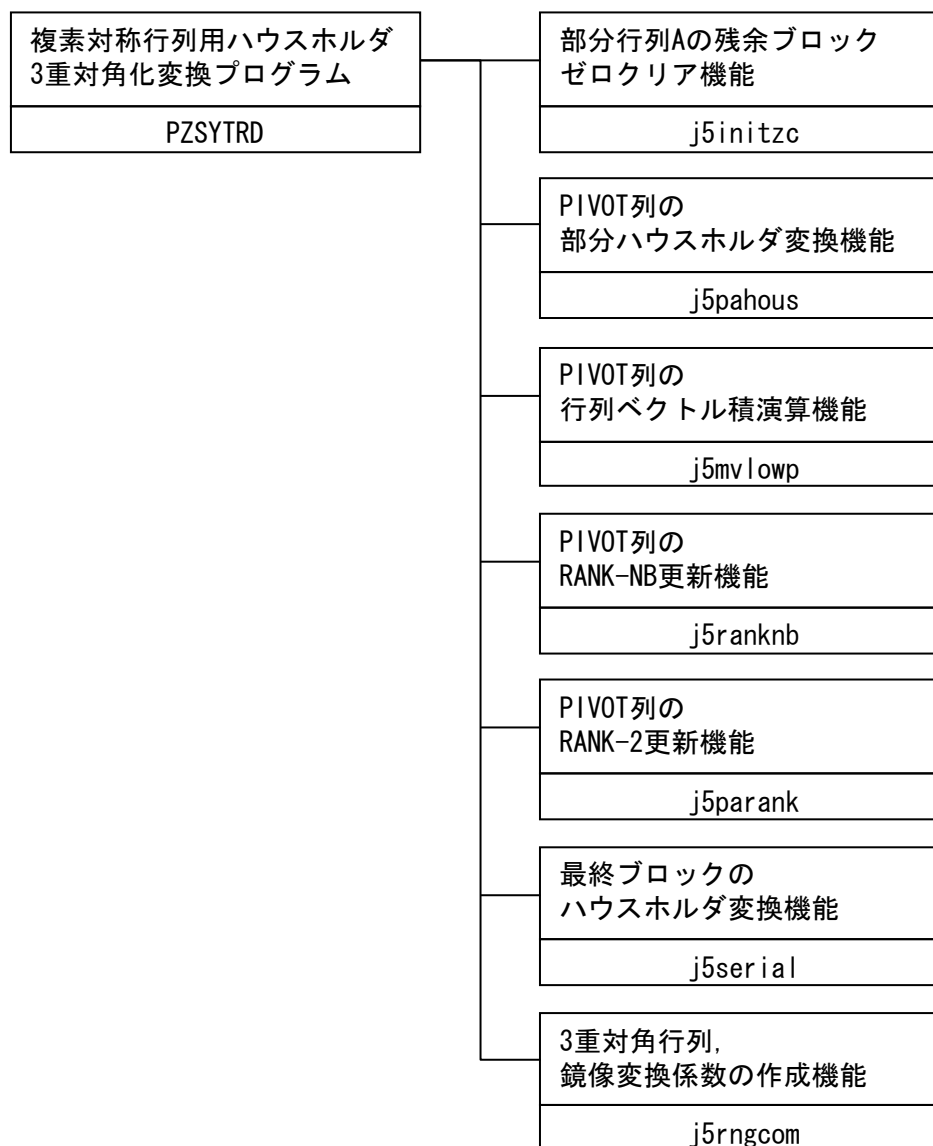 複素対称行列用ハウスホルダ
3重対角化変換プログラム
PZSYTRD
部分行列Aの残余ブロック
ゼロクリア機能
j5initzc
PIVOT列の
部分ハウスホルダ変換機能
j5pahous
PIVOT列の
行列ベクトル積演算機能
j5mvlowp
PIVOT列の
RANK-NB更新機能
j5ranknb
PIVOT列の
RANK-2更新機能
j5parank
最終ブロックの
ハウスホルダ変換機能
j5serial
3重対角行列,
鏡像変換係数の作成機能
j5rngcom